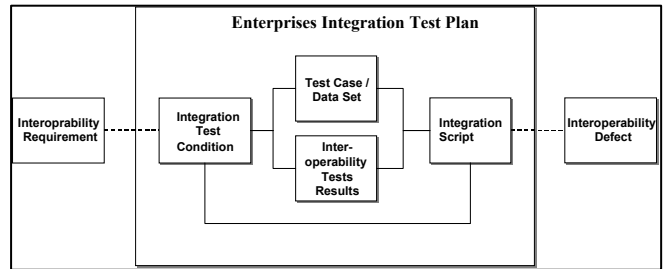 Enterprises Integration Test Plan
Interoprability
Requirement
Integration
Test
Condition
Test Case /
Data Set
Inter-
operability
Tests
Results
Integration
Script
Interoperability
Defect